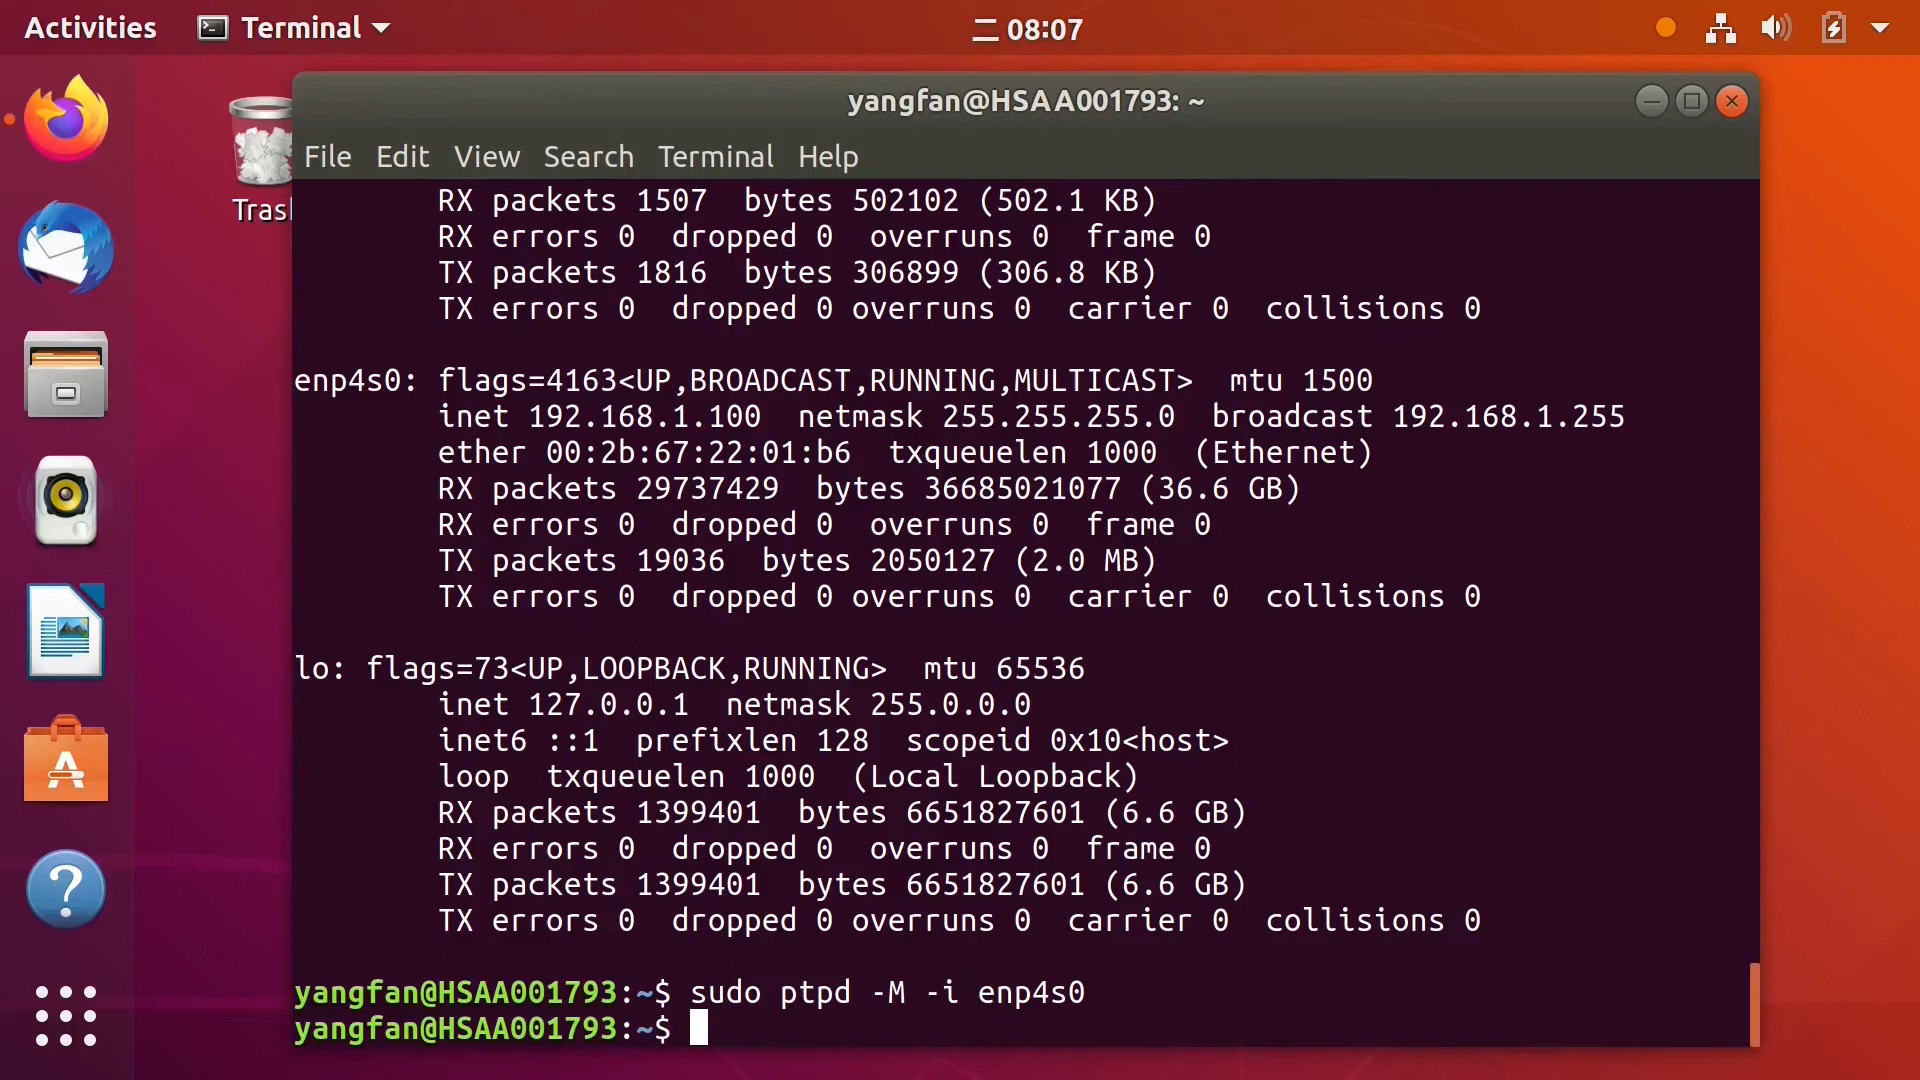 Activities Terminal 二 08:07
yangfan@HSAA001793: ~
File Edit View Search Terminal Help
Trash
RX packets 1507  bytes 502102 (502.1 KB)
RX errors 0  dropped 0  overruns 0  frame 0
TX packets 1816  bytes 306899 (306.8 KB)
TX errors 0  dropped 0 overruns 0  carrier 0  collisions 0
enp4s0: flags=4163<UP,BROADCAST,RUNNING,MULTICAST>  mtu 1500
inet 192.168.1.100  netmask 255.255.255.0  broadcast 192.168.1.255
ether 00:2b:67:22:01:b6  txqueuelen 1000  (Ethernet)
RX packets 29737429  bytes 36685021077 (36.6 GB)
RX errors 0  dropped 0  overruns 0  frame 0
TX packets 19036  bytes 2050127 (2.0 MB)
TX errors 0  dropped 0 overruns 0  carrier 0  collisions 0
lo: flags=73<UP,LOOPBACK,RUNNING>  mtu 65536
inet 127.0.0.1  netmask 255.0.0.0
inet6 ::1  prefixlen 128  scopeid 0x10<host>
loop  txqueuelen 1000  (Local Loopback)
RX packets 1399401  bytes 6651827601 (6.6 GB)
RX errors 0  dropped 0  overruns 0  frame 0
TX packets 1399401  bytes 6651827601 (6.6 GB)
TX errors 0  dropped 0 overruns 0  carrier 0  collisions 0
yangfan@HSAA001793:~$ sudo ptpd -M -i enp4s0
yangfan@HSAA001793:~$